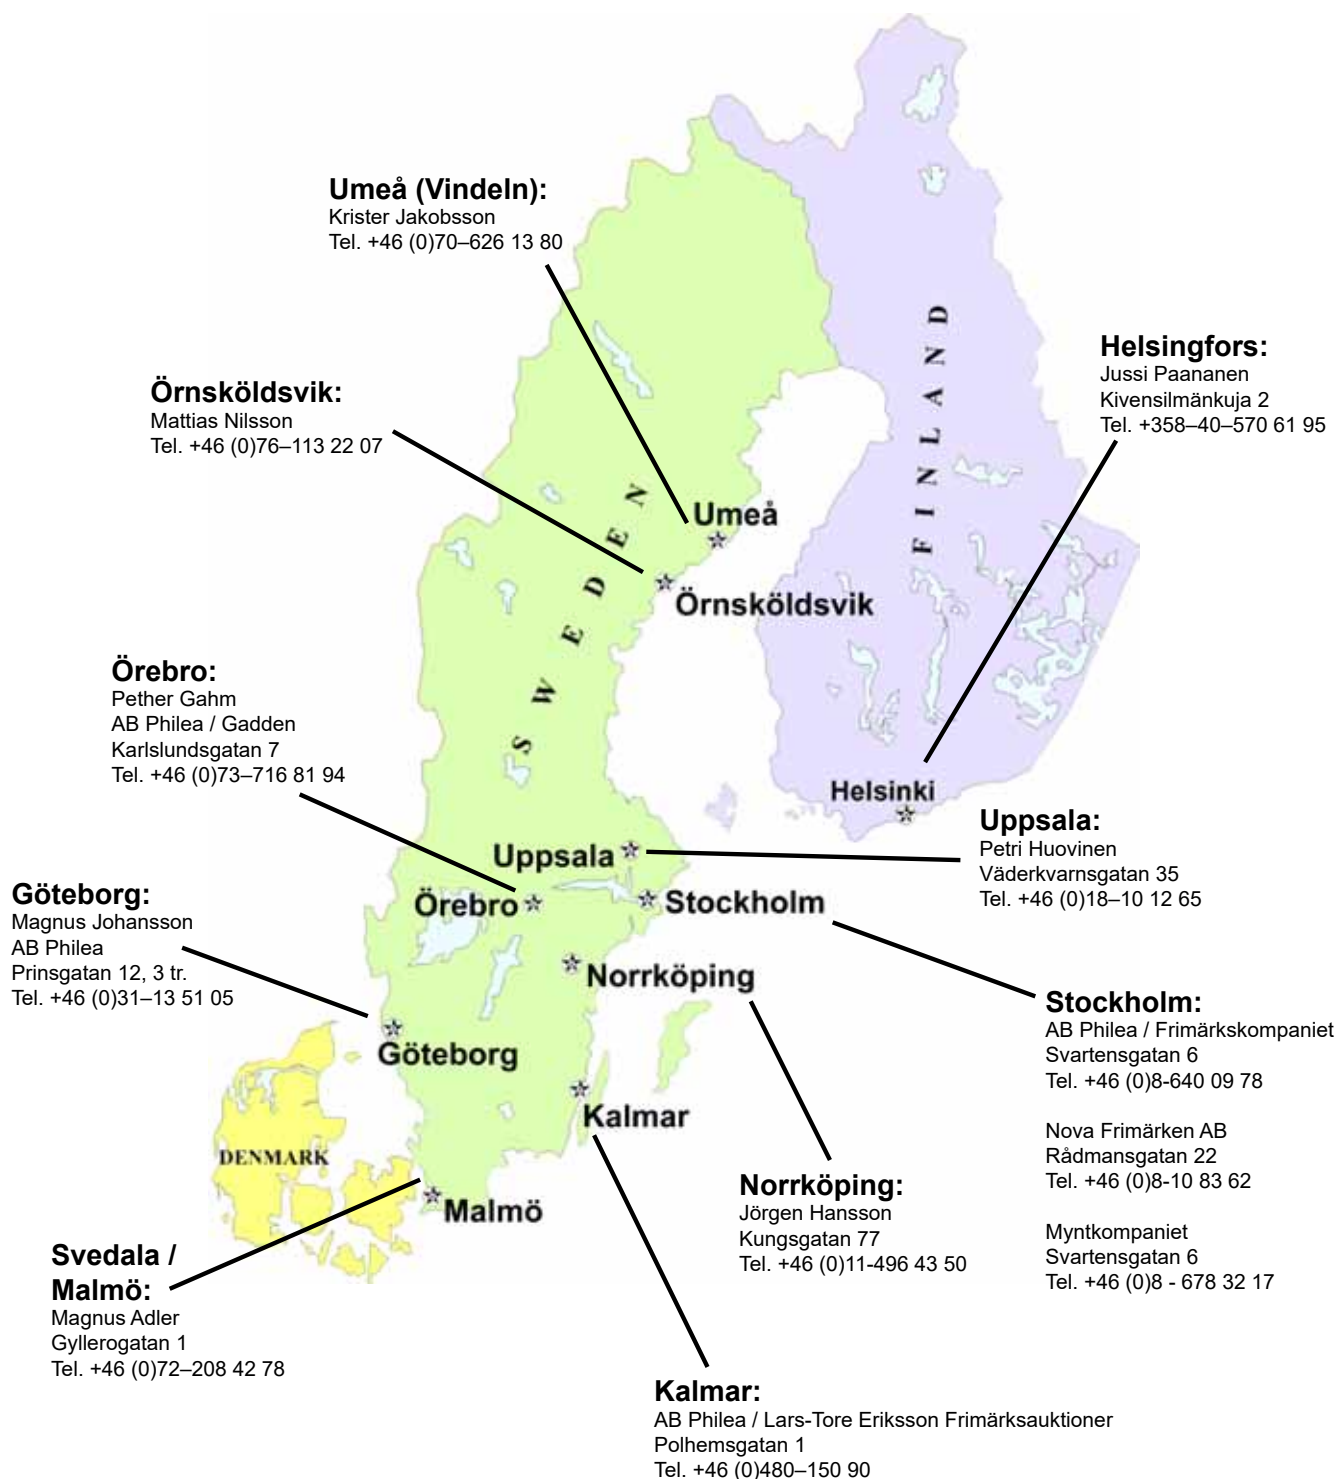 Umeå (Vindeln):
Krister Jakobsson
Tel. +46 (0)70–626 13 80
Örnsköldsvik:
Mattias Nilsson
Tel. +46 (0)76–113 22 07
Helsingfors:
Jussi Paananen
Kivensilmänkuja 2
Tel. +358–40–570 61 95
FINLAND
SWEDEN
Umeå
Örnsköldsvik
Örebro:
Pether Gahm
AB Philea / Gadden
Karlslundsgatan 7
Tel. +46 (0)73–716 81 94
Helsinki
Uppsala:
Petri Huovinen
Väderkvarnsgatan 35
Tel. +46 (0)18–10 12 65
Uppsala
Örebro
Stockholm
Göteborg:
Magnus Johansson
AB Philea
Prinsgatan 12, 3 tr.
Tel. +46 (0)31–13 51 05
Norrköping
Göteborg
Stockholm:
AB Philea / Frimärkskompaniet
Svartensgatan 6
Tel. +46 (0)8-640 09 78
Nova Frimärken AB
Rådmansgatan 22
Tel. +46 (0)8-10 83 62
Myntkompaniet
Svartensgatan 6
Tel. +46 (0)8 - 678 32 17
Kalmar
DENMARK
Malmö
Norrköping:
Jörgen Hansson
Kungsgatan 77
Tel. +46 (0)11-496 43 50
Svedala /
Malmö:
Magnus Adler
Gyllerogatan 1
Tel. +46 (0)72–208 42 78
Kalmar:
AB Philea / Lars-Tore Eriksson Frimärksauktioner
Polhemsgatan 1
Tel. +46 (0)480–150 90